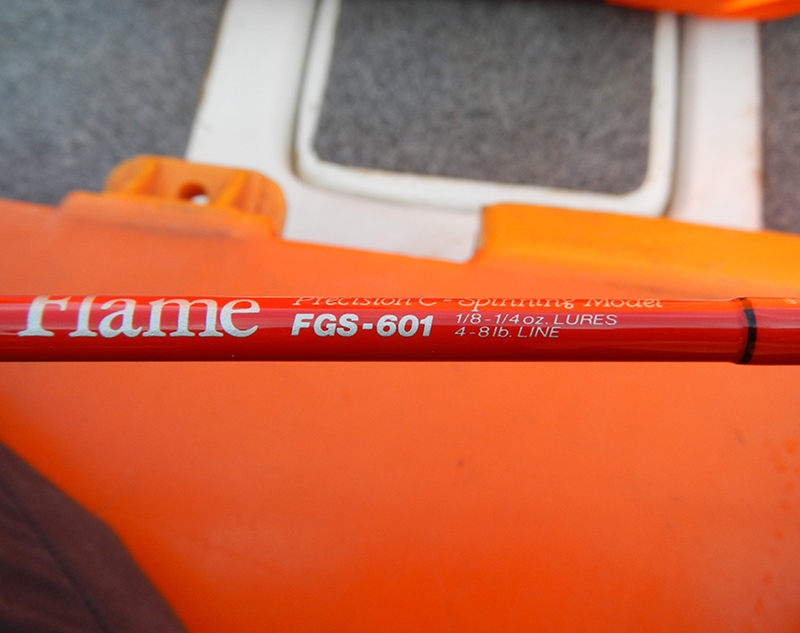 Flame
Precision C - Spinning Model
FGS-601
1/8-1/4 oz. LURES
4-8 lb. LINE